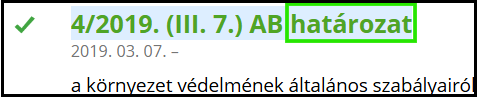 4/2019. (III. 7.) AB határozat
2019. 03. 07. –
a környezet védelmének általános szabályairól